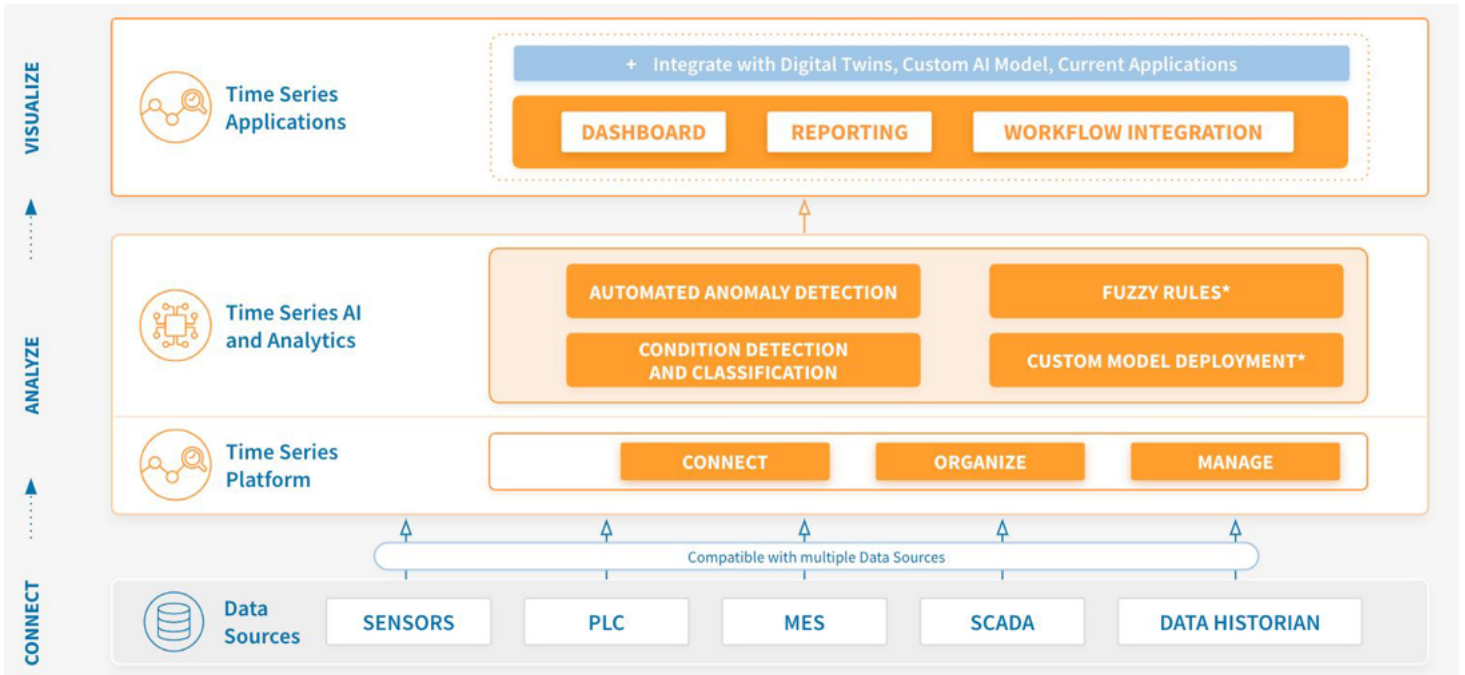 VISUALIZE
Time Series
Applications
+ Integrate with Digital Twins, Custom AI Model, Current Applications
DASHBOARD
REPORTING
WORKFLOW INTEGRATION
ANALYZE
Time Series AI
and Analytics
AUTOMATED ANOMALY DETECTION
FUZZY RULES*
CONDITION DETECTION
AND CLASSIFICATION
CUSTOM MODEL DEPLOYMENT*
Time Series
Platform
CONNECT
ORGANIZE
MANAGE
Compatible with multiple Data Sources
CONNECT
Data
Sources
SENSORS
PLC
MES
SCADA
DATA HISTORIAN